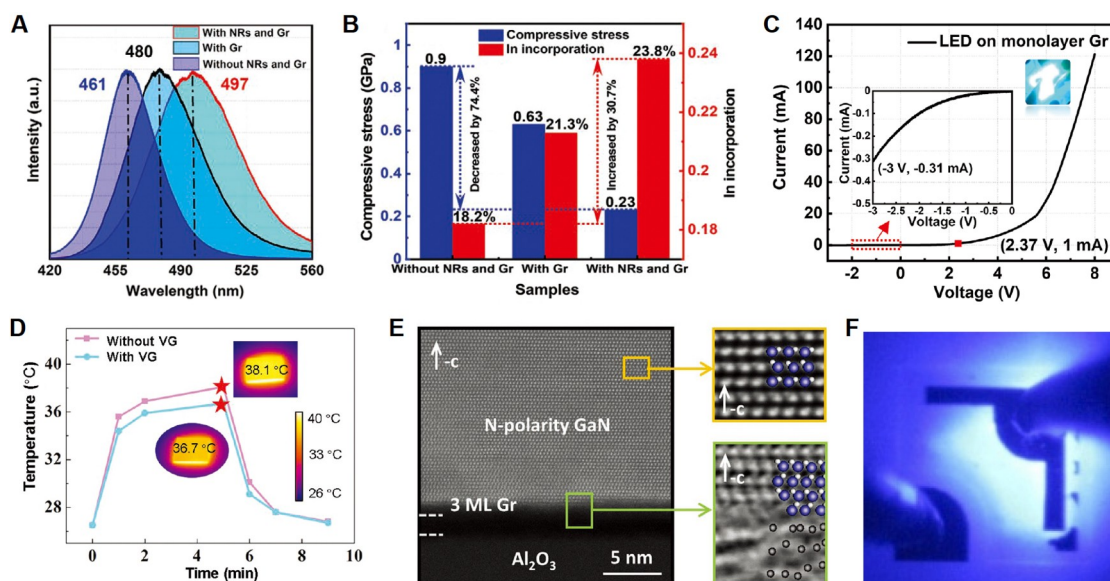 A
461
480
497
With NRs and Gr
With Gr
Without NRs and Gr
Intensity (a.u.)
420 455 490 525 560
Wavelength (nm)
B
Compressive stress
In incorporation
1
0.8
0.6
0.4
0.2
0
0.9
18.2%
0.63
21.3%
0.23
23.8%
Decreased by 74.4%
Increased by 30.7%
0.24
0.22
0.2
0.18
Compressive stress (GPa)
In incorporation
Without NRs and Gr With Gr With NRs and Gr
Samples
C
LED on monolayer Gr
140
120
100
80
60
40
20
0
-20
Current (mA)
0
-0.1
-0.2
-0.3
-0.4
-0.5
Current (mA)
(-3 V, -0.31 mA)
-3 -2 -1 0
Voltage (V)
(2.37 V, 1 mA)
-2 0 2 4 6 8
Voltage (V)
D
Without VG
With VG
40
36
32
28
Temperature (°C)
38.1 °C
36.7 °C
40 °C
33 °C
26 °C
0 2 4 6 8 10
Time (min)
E
-c
N-polarity GaN
3 ML Gr
Al₂O₃
5 nm
-c
-c
F